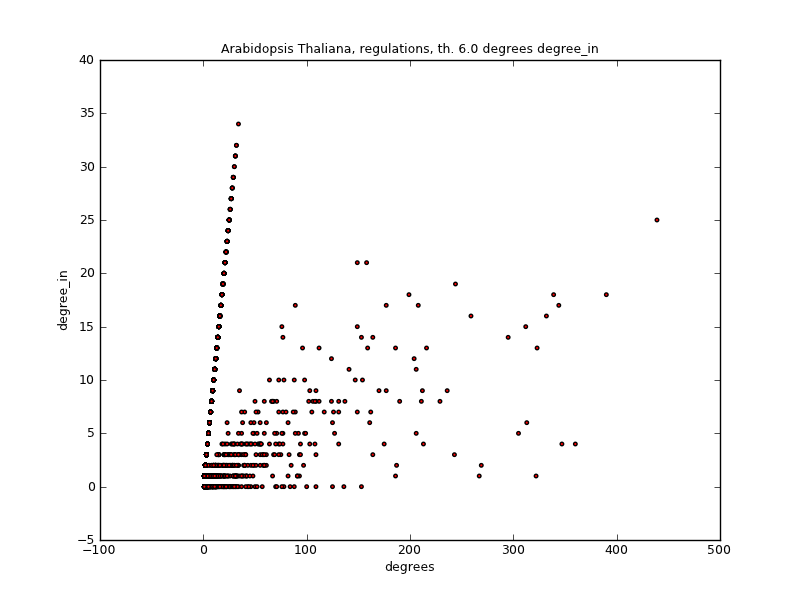 Arabidopsis Thaliana, regulations, th. 6.0 degrees degree_in
40
35
30
25
20
15
10
5
0
−5
degree_in
−100 0 100 200 300 400 500
degrees